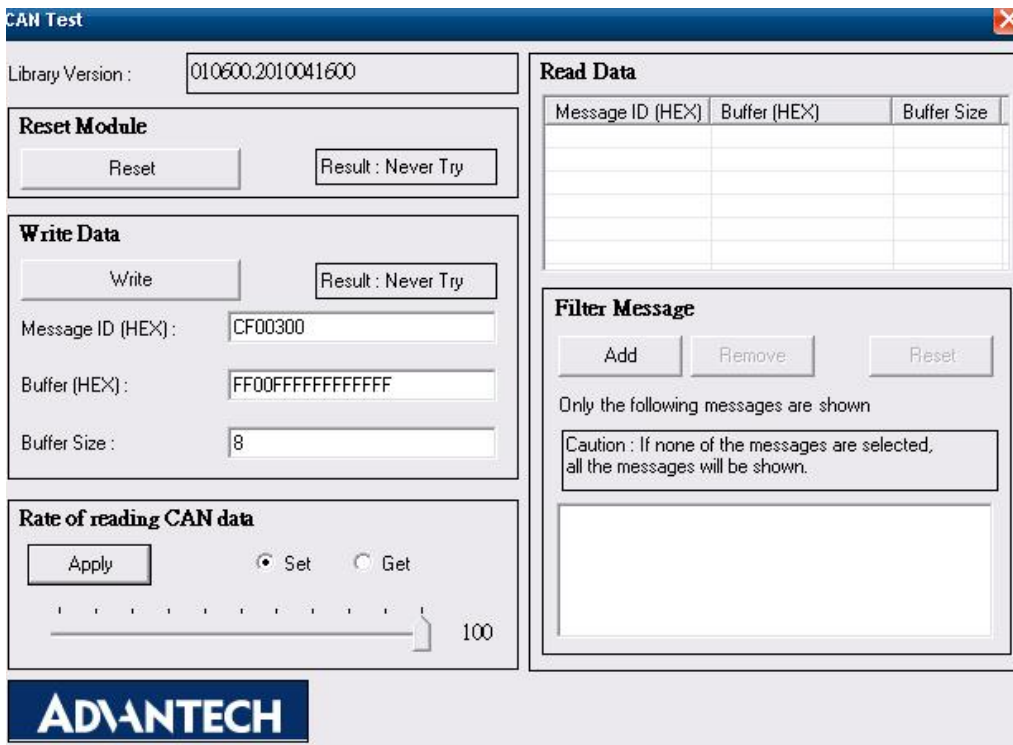 CAN Test
Library Version :
010600.2010041600
Reset Module
Reset
Result : Never Try
Write Data
Write
Result : Never Try
Message ID (HEX) :
CF00300
Buffer (HEX) :
FF00FFFFFFFFFFFF
Buffer Size :
8
Rate of reading CAN data
Apply
Set
Get
100
ADVANTECH
Read Data
Message ID (HEX)
Buffer (HEX)
Buffer Size
Filter Message
Add
Remove
Reset
Only the following messages are shown
Caution : If none of the messages are selected,
all the messages will be shown.